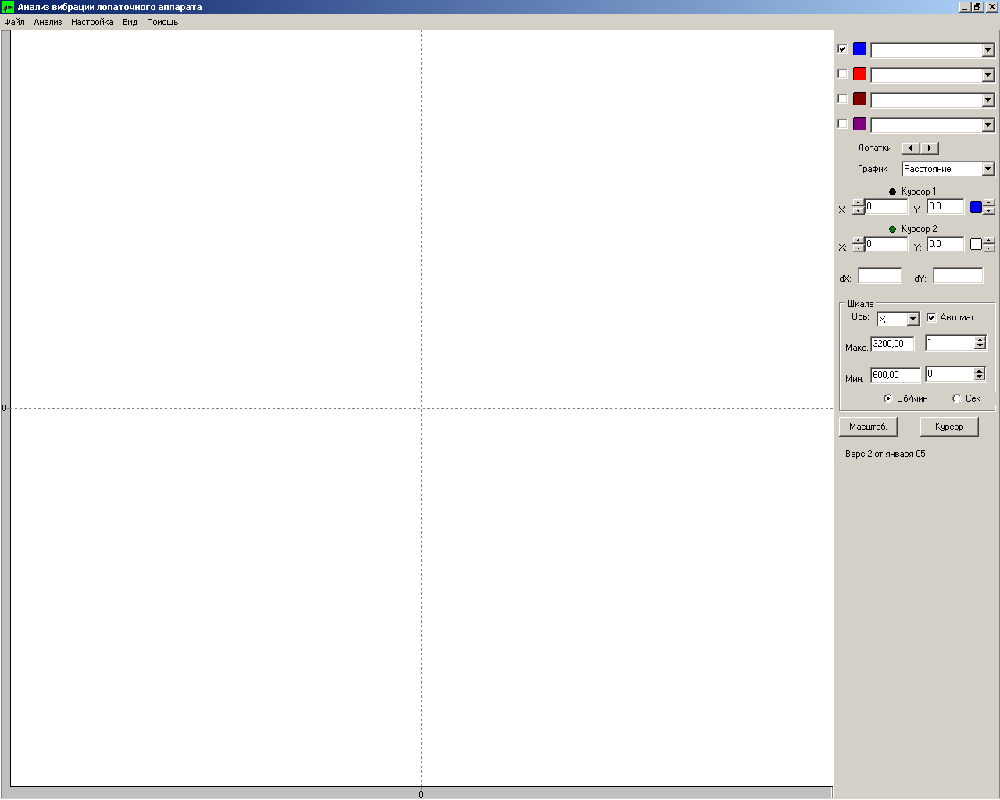 Анализ вибрации лопаточного аппарата
Файл Анализ Настройка Вид Помощь
Лопатки :
График : Расстояние
Курсор 1
X: 0 Y: 0.0
Курсор 2
X: 0 Y: 0.0
dX: dY:
Шкала
Ось: X Автомат.
Макс. 3200,00 1
Мин. 600,00 0
Об/мин Сек
Масштаб. Курсор
Верс.2 от января 05
0
0